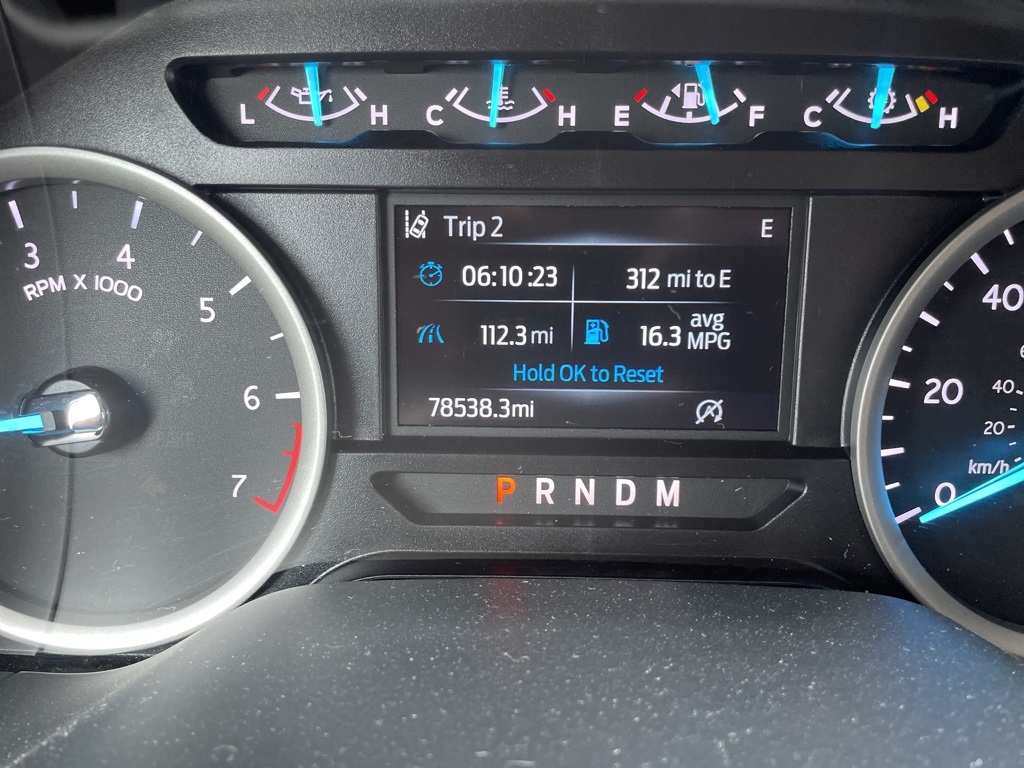 L H C H E F C H
Trip 2 E
06:10:23 312 mi to E
112.3 mi 16.3 avg MPG
Hold OK to Reset
78538.3mi
P R N D M
3 4 5 6 7
RPM X 1000
0 20 40
20 40
km/h